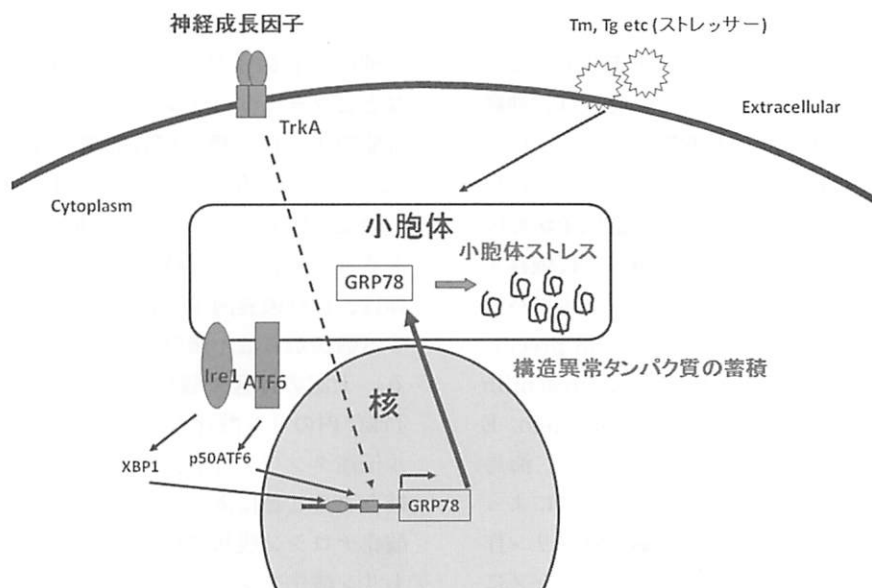 神経成長因子
Tm, Tg etc (ストレッサー)
Extracellular
TrkA
Cytoplasm
小胞体
小胞体ストレス
GRP78
構造異常タンパク質の蓄積
Ire1
ATF6
核
XBP1
p50ATF6
GRP78